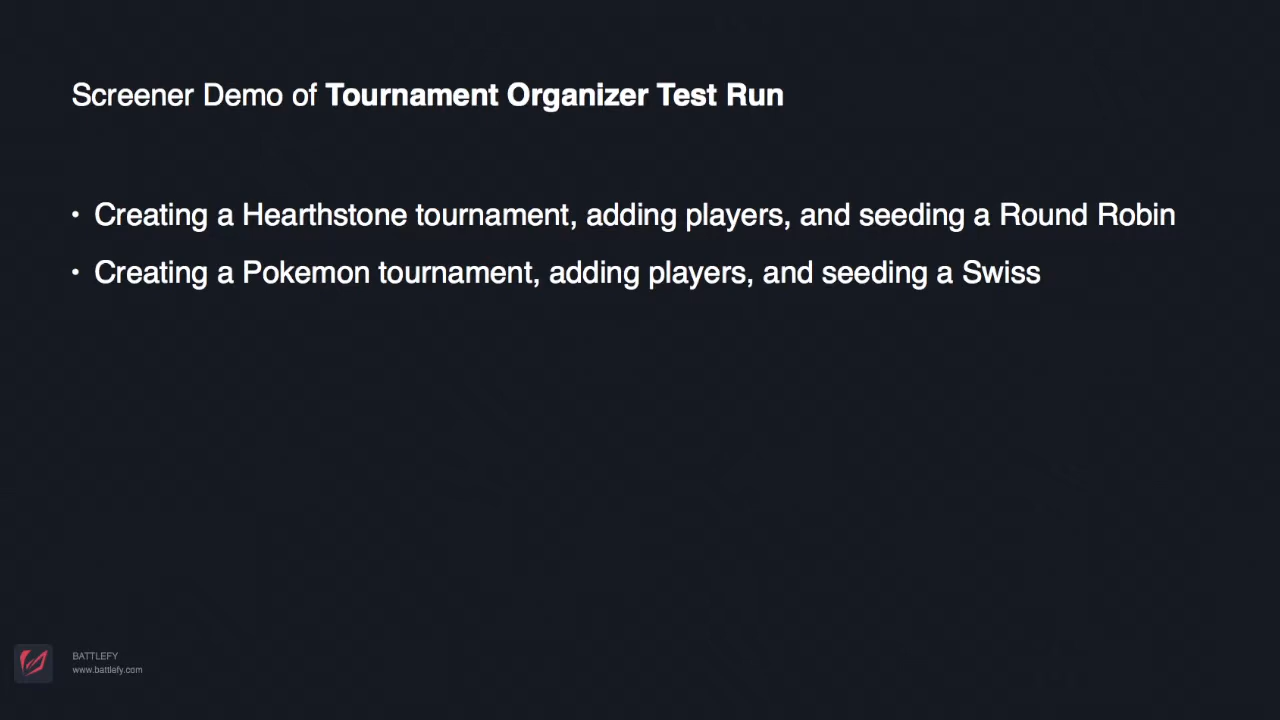 Screener Demo of Tournament Organizer Test Run
• Creating a Hearthstone tournament, adding players, and seeding a Round Robin
• Creating a Pokemon tournament, adding players, and seeding a Swiss
BATTLEFY
www.battlefy.com